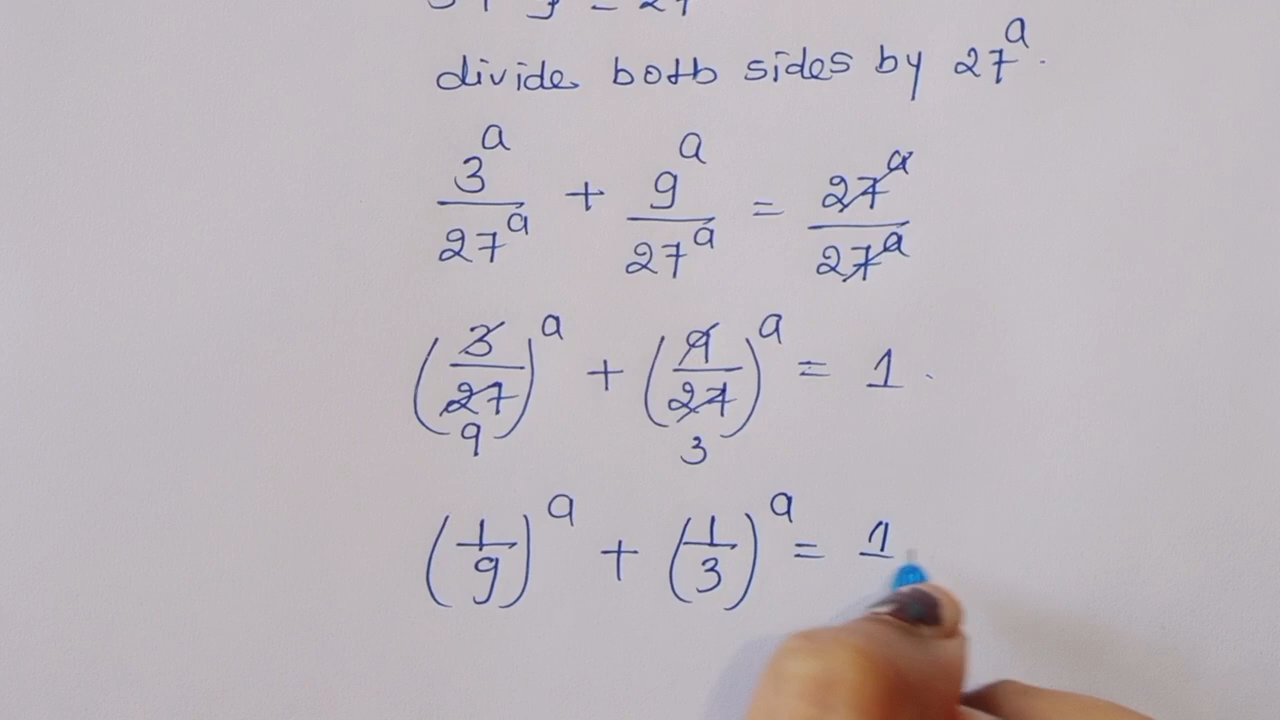 divide both sides by 27^a.
3^a/27^a + 9^a/27^a = 27^a/27^a
(3/27)^a + (9/27)^a = 1.
9 3
(1/9)^a + (1/3)^a = 1